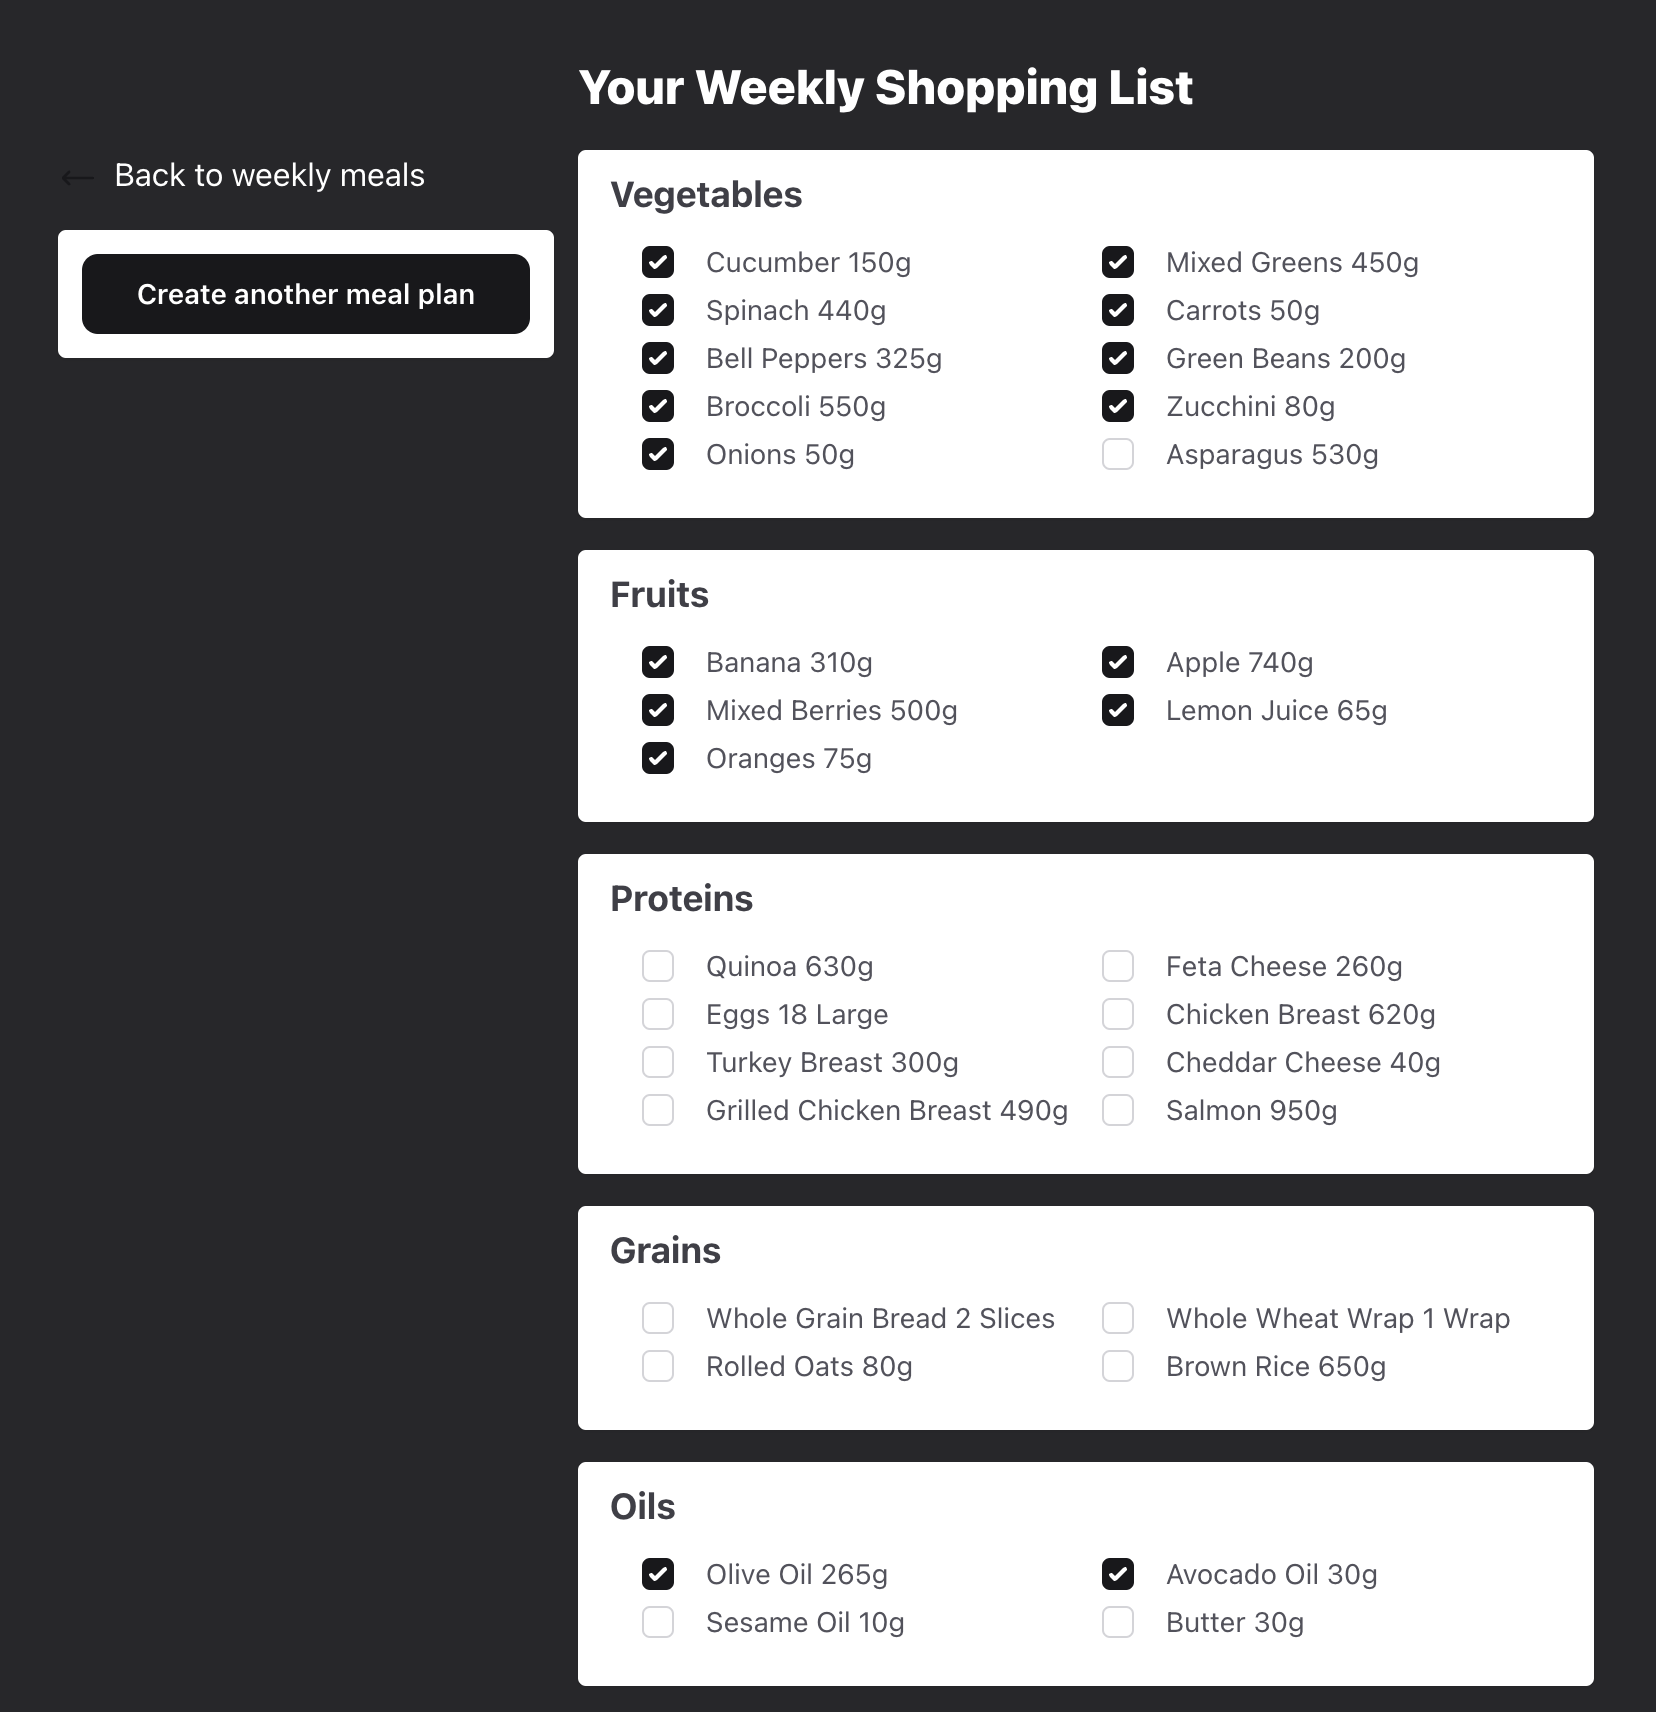 Your Weekly Shopping List
Back to weekly meals
Create another meal plan
Vegetables
Cucumber 150g
Mixed Greens 450g
Spinach 440g
Carrots 50g
Bell Peppers 325g
Green Beans 200g
Broccoli 550g
Zucchini 80g
Onions 50g
Asparagus 530g
Fruits
Banana 310g
Apple 740g
Mixed Berries 500g
Lemon Juice 65g
Oranges 75g
Proteins
Quinoa 630g
Feta Cheese 260g
Eggs 18 Large
Chicken Breast 620g
Turkey Breast 300g
Cheddar Cheese 40g
Grilled Chicken Breast 490g
Salmon 950g
Grains
Whole Grain Bread 2 Slices
Whole Wheat Wrap 1 Wrap
Rolled Oats 80g
Brown Rice 650g
Oils
Olive Oil 265g
Avocado Oil 30g
Sesame Oil 10g
Butter 30g